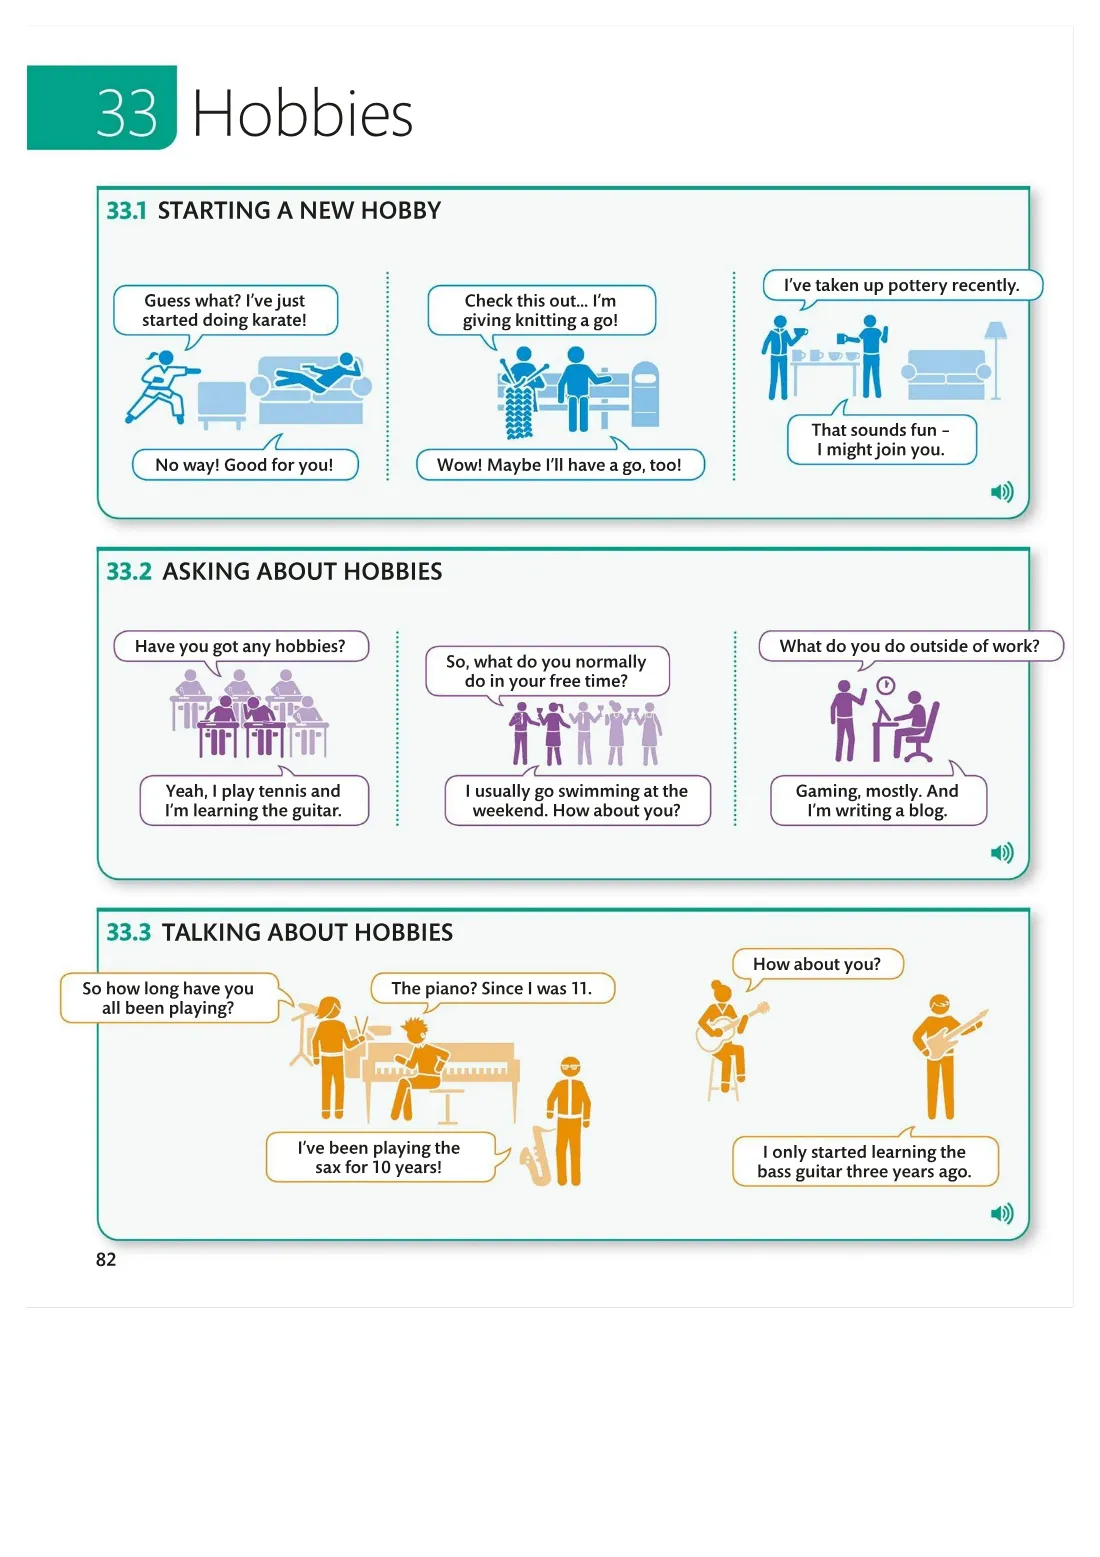 33 Hobbies
33.1 STARTING A NEW HOBBY
Guess what? I've just
started doing karate!
No way! Good for you!
Check this out... I'm
giving knitting a go!
Wow! Maybe I'll have a go, too!
I've taken up pottery recently.
That sounds fun –
I might join you.
33.2 ASKING ABOUT HOBBIES
Have you got any hobbies?
Yeah, I play tennis and
I'm learning the guitar.
So, what do you normally
do in your free time?
I usually go swimming at the
weekend. How about you?
What do you do outside of work?
Gaming, mostly. And
I'm writing a blog.
33.3 TALKING ABOUT HOBBIES
So how long have you
all been playing?
The piano? Since I was 11.
I've been playing the
sax for 10 years!
How about you?
I only started learning the
bass guitar three years ago.
82